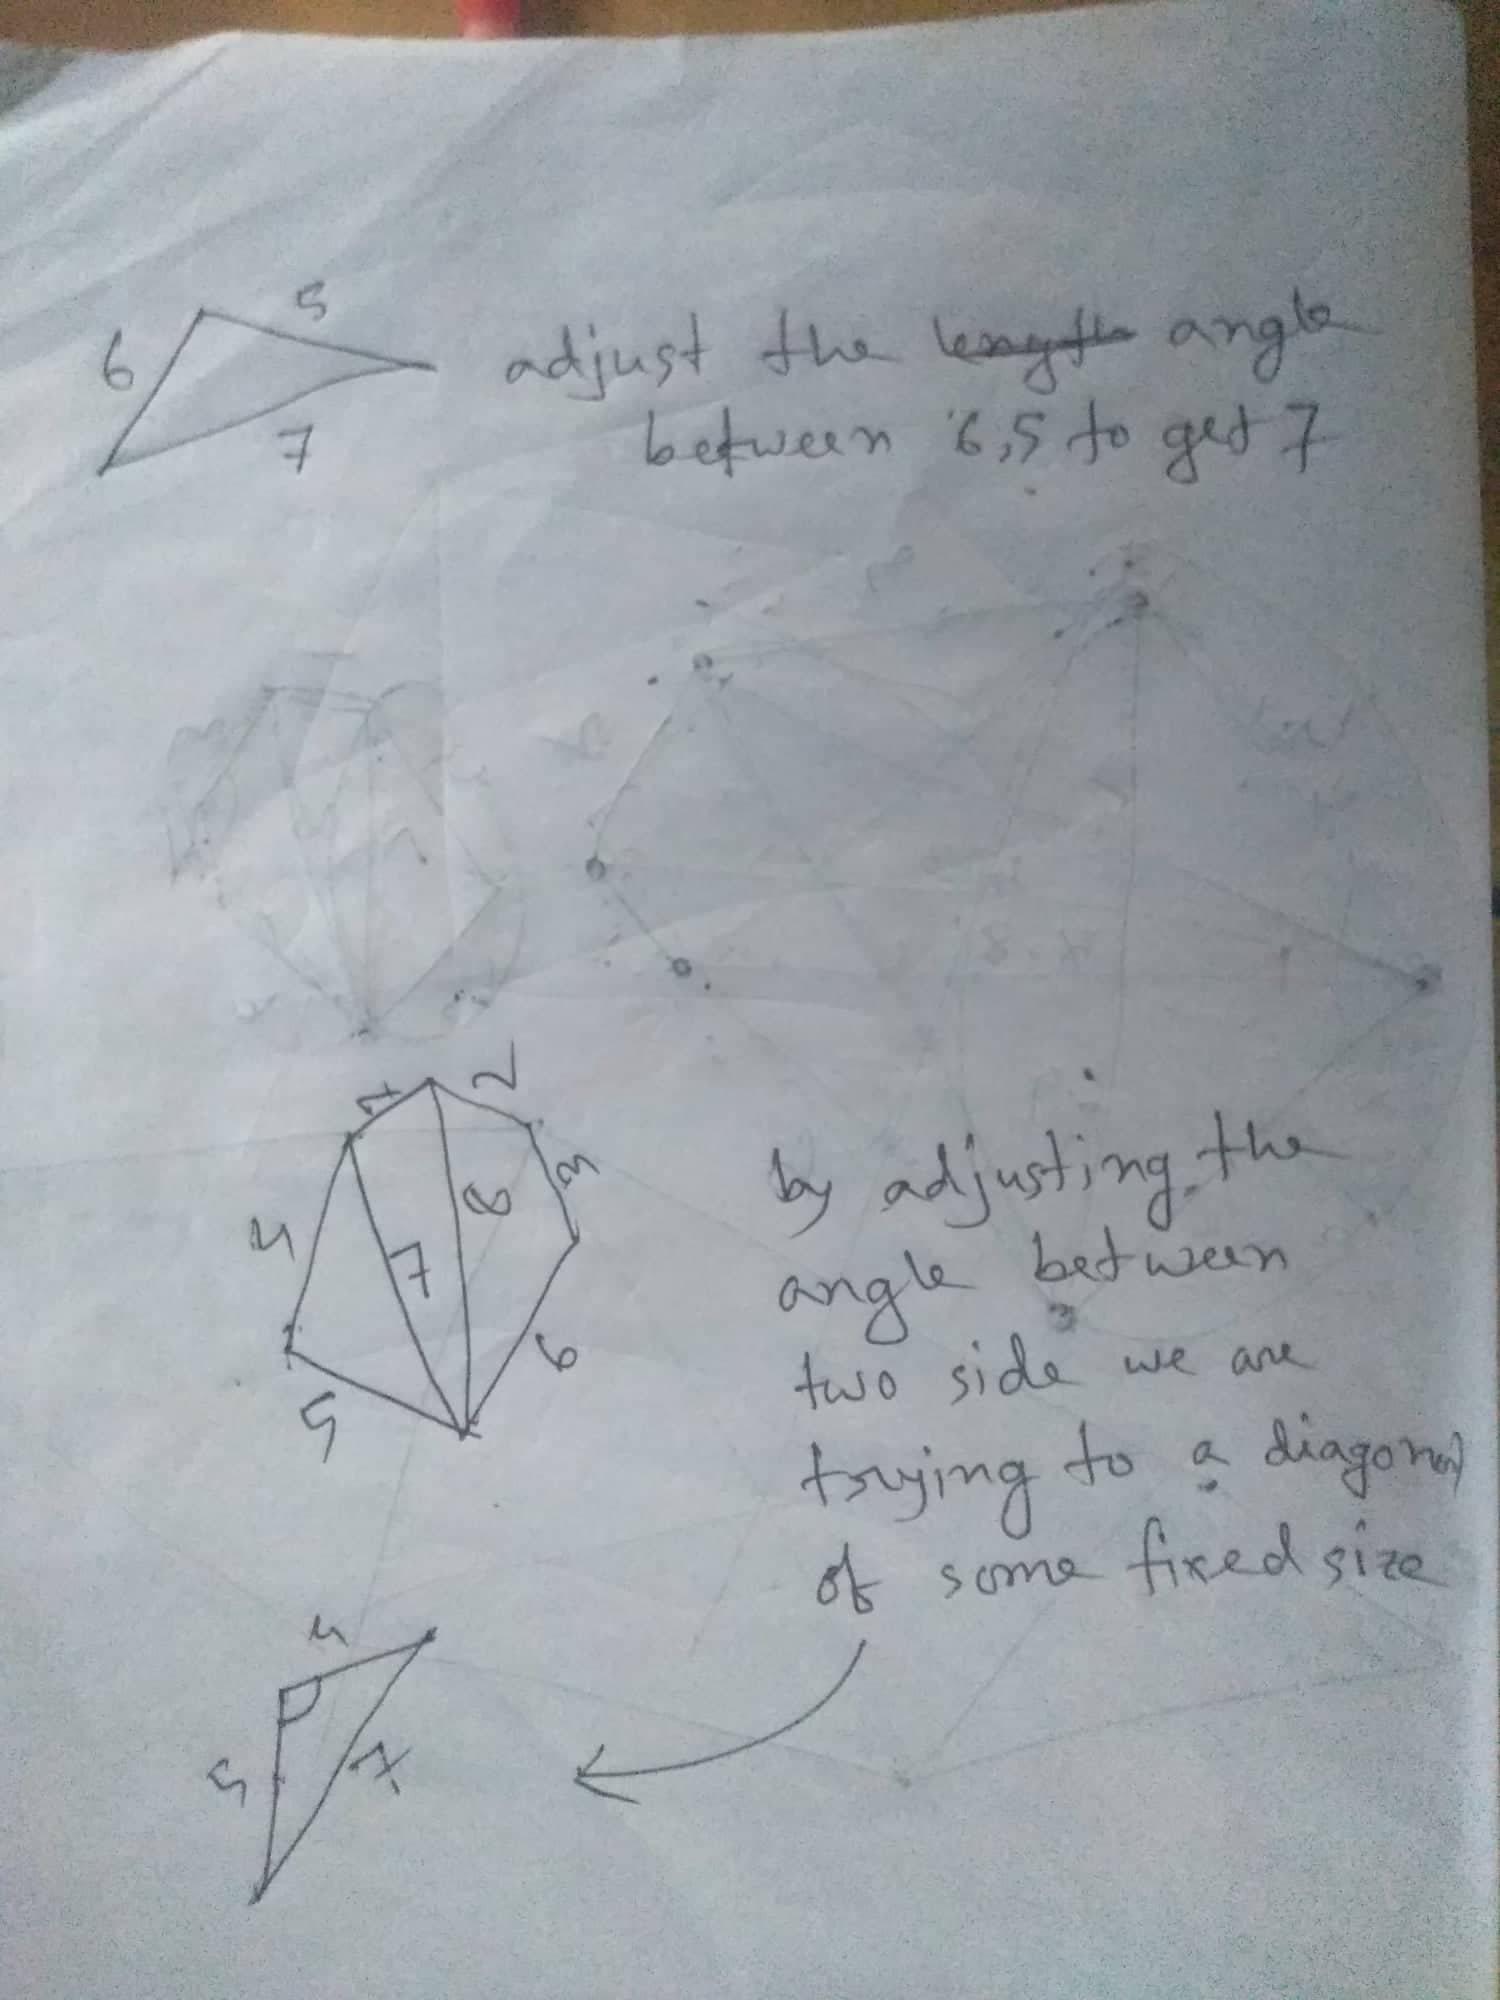 5
6
7
adjust the length angle
between 6,5 to get 7
2
3
8
4
7
6
5
by adjusting the
angle between
two side we are
trying to a diagonal
of some fixed size
4
5
7